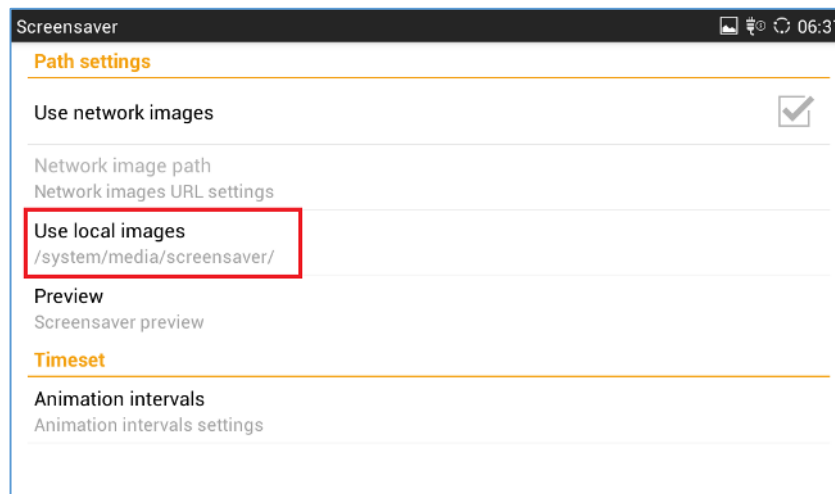 Screensaver 06:37
Path settings
Use network images
Network image path
Network images URL settings
Use local images
/system/media/screensaver/
Preview
Screensaver preview
Timeset
Animation intervals
Animation intervals settings